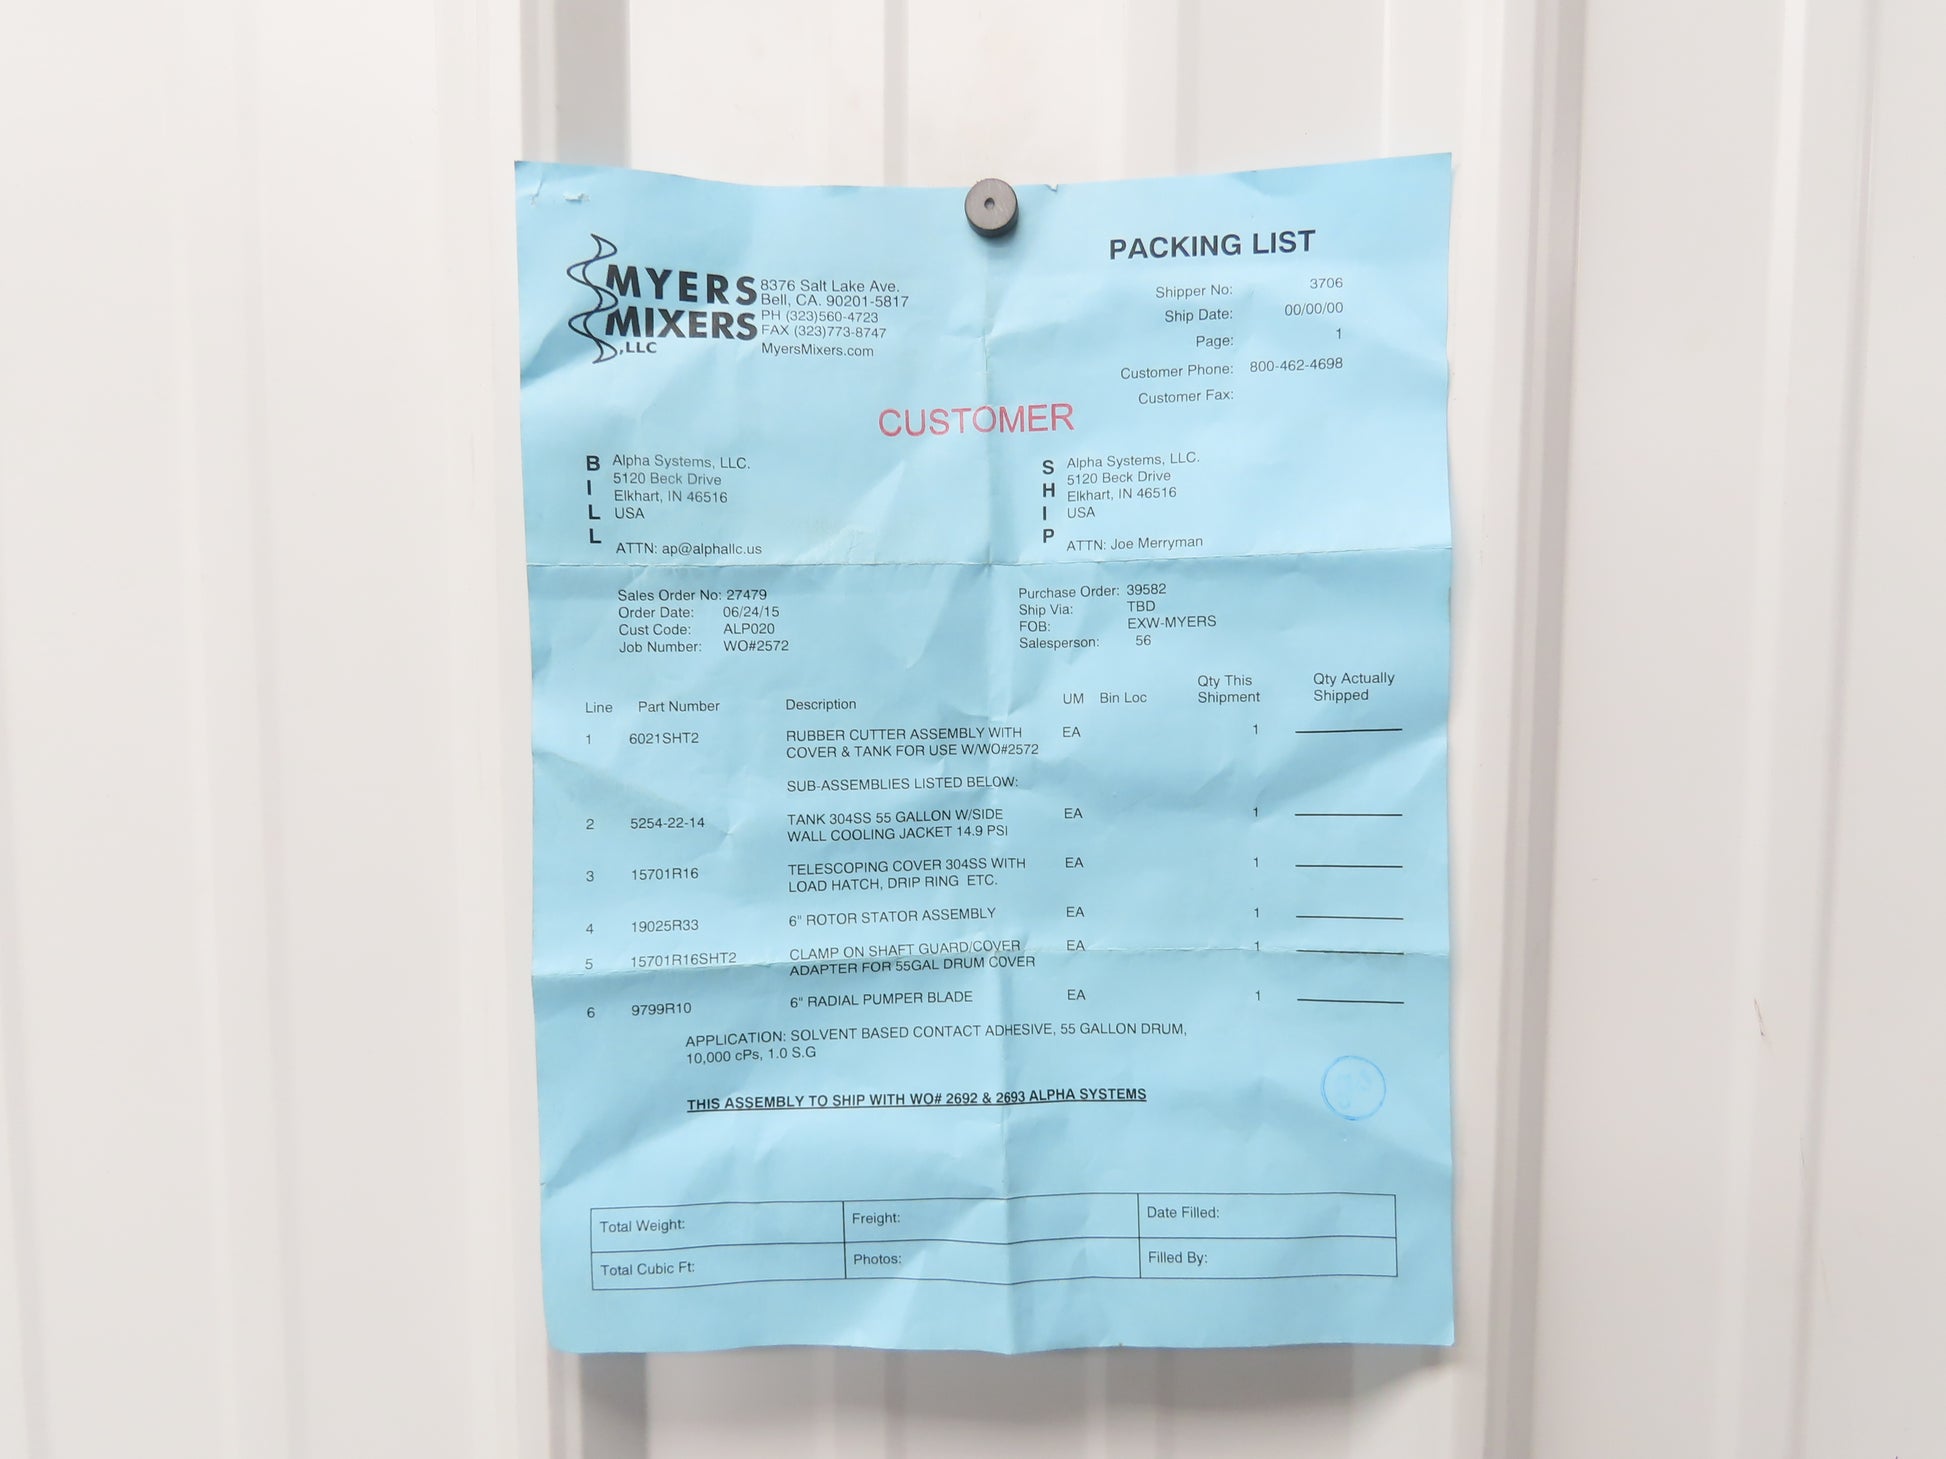 MYERS
MIXERS
,LLC
8376 Salt Lake Ave.
Bell, CA. 90201-5817
PH (323)560-4723
FAX (323)773-8747
MyersMixers.com
PACKING LIST
Shipper No: 3706
Ship Date: 00/00/00
Page: 1
Customer Phone: 800-462-4698
Customer Fax:
CUSTOMER
BILL
Alpha Systems, LLC.
5120 Beck Drive
Elkhart, IN 46516
USA
ATTN: ap@alphallc.us
SHIP
Alpha Systems, LLC.
5120 Beck Drive
Elkhart, IN 46516
USA
ATTN: Joe Merryman
Sales Order No: 27479
Order Date: 06/24/15
Cust Code: ALP020
Job Number: WO#2572
Purchase Order: 39582
Ship Via: TBD
FOB: EXW-MYERS
Salesperson: 56
Line Part Number Description UM Bin Loc Qty This Shipment Qty Actually Shipped
1 6021SHT2 RUBBER CUTTER ASSEMBLY WITH EA 1
COVER & TANK FOR USE W/WO#2572
SUB-ASSEMBLIES LISTED BELOW:
2 5254-22-14 TANK 304SS 55 GALLON W/SIDE EA 1
WALL COOLING JACKET 14.9 PSI
3 15701R16 TELESCOPING COVER 304SS WITH EA 1
LOAD HATCH, DRIP RING ETC.
4 19025R33 6" ROTOR STATOR ASSEMBLY EA 1
5 15701R16SHT2 CLAMP ON SHAFT GUARD/COVER EA 1
ADAPTER FOR 55GAL DRUM COVER
6 9799R10 6" RADIAL PUMPER BLADE EA 1
APPLICATION: SOLVENT BASED CONTACT ADHESIVE, 55 GALLON DRUM,
10,000 cPs, 1.0 S.G
THIS ASSEMBLY TO SHIP WITH WO# 2692 & 2693 ALPHA SYSTEMS
Total Weight: Freight: Date Filled:
Total Cubic Ft: Photos: Filled By: